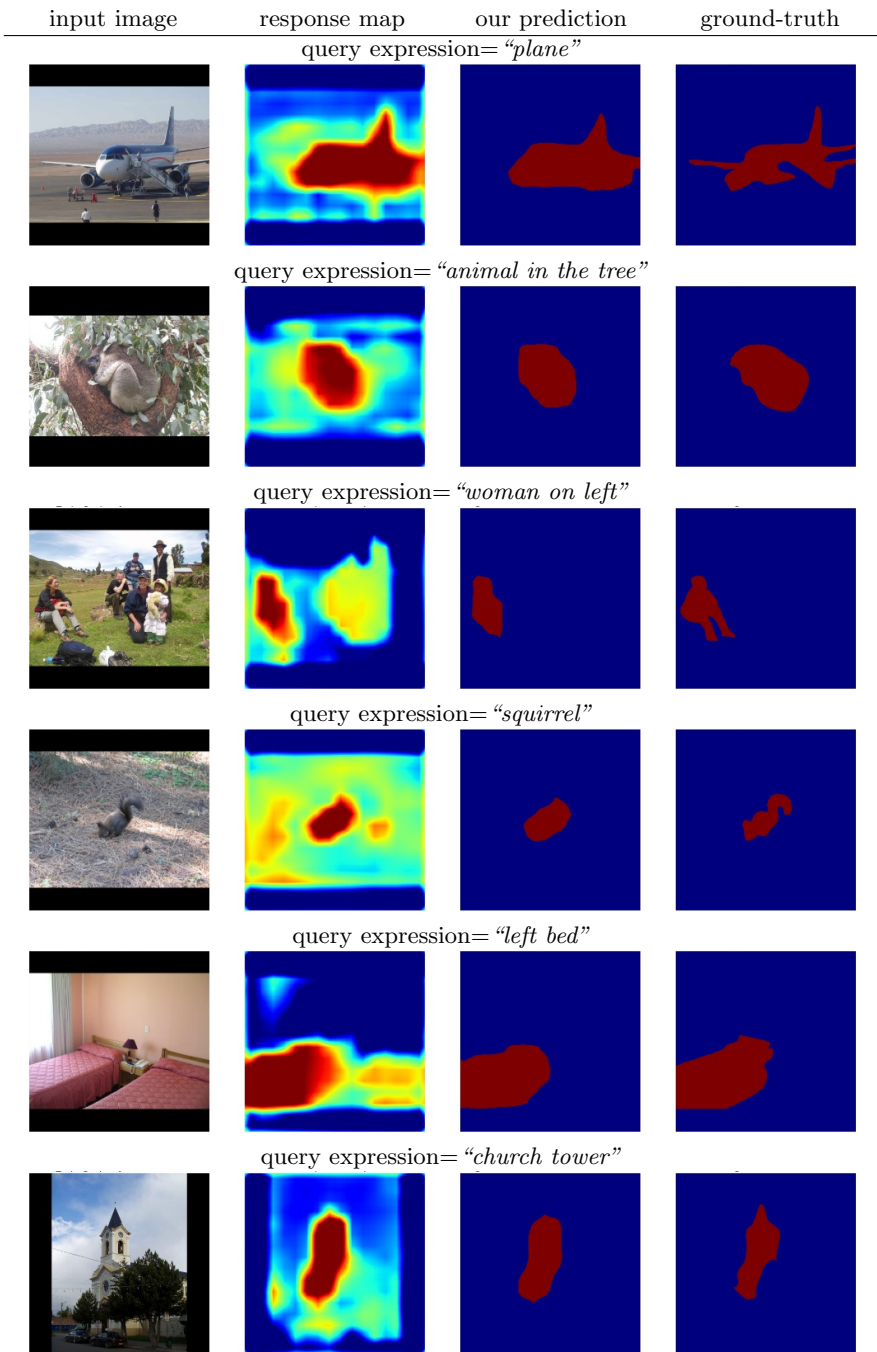 input image response map our prediction ground-truth
query expression=“plane”
query expression=“animal in the tree”
query expression=“woman on left”
query expression=“squirrel”
query expression=“left bed”
query expression=“church tower”